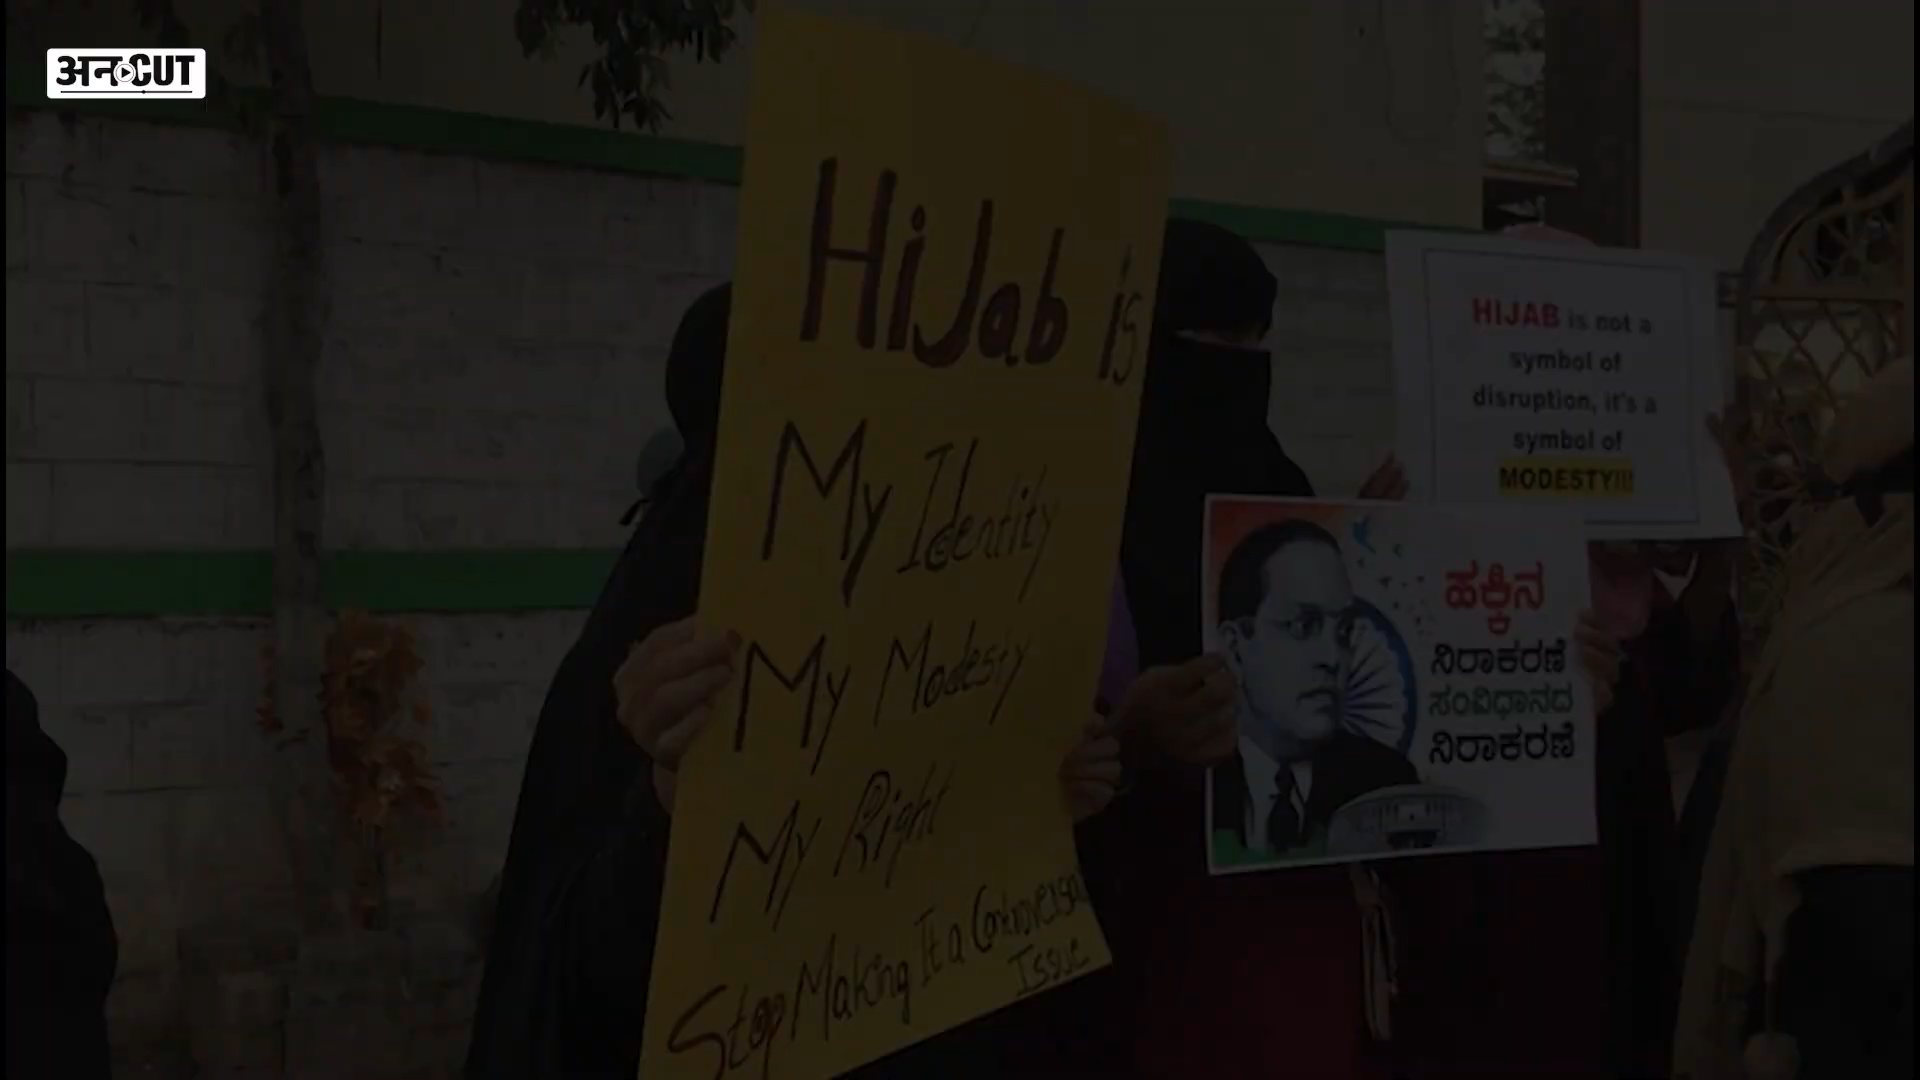 अनCUT
HiJab is
My Identity
My Modesty
My Right
Stop Making It a Controversal
Issue
HIJAB is not a
symbol of
disruption, it's a
symbol of
MODESTY!!!
ಹಕ್ಕಿನ
ನಿರಾಕರಣೆ
ಸಂವಿಧಾನದ
ನಿರಾಕರಣೆ